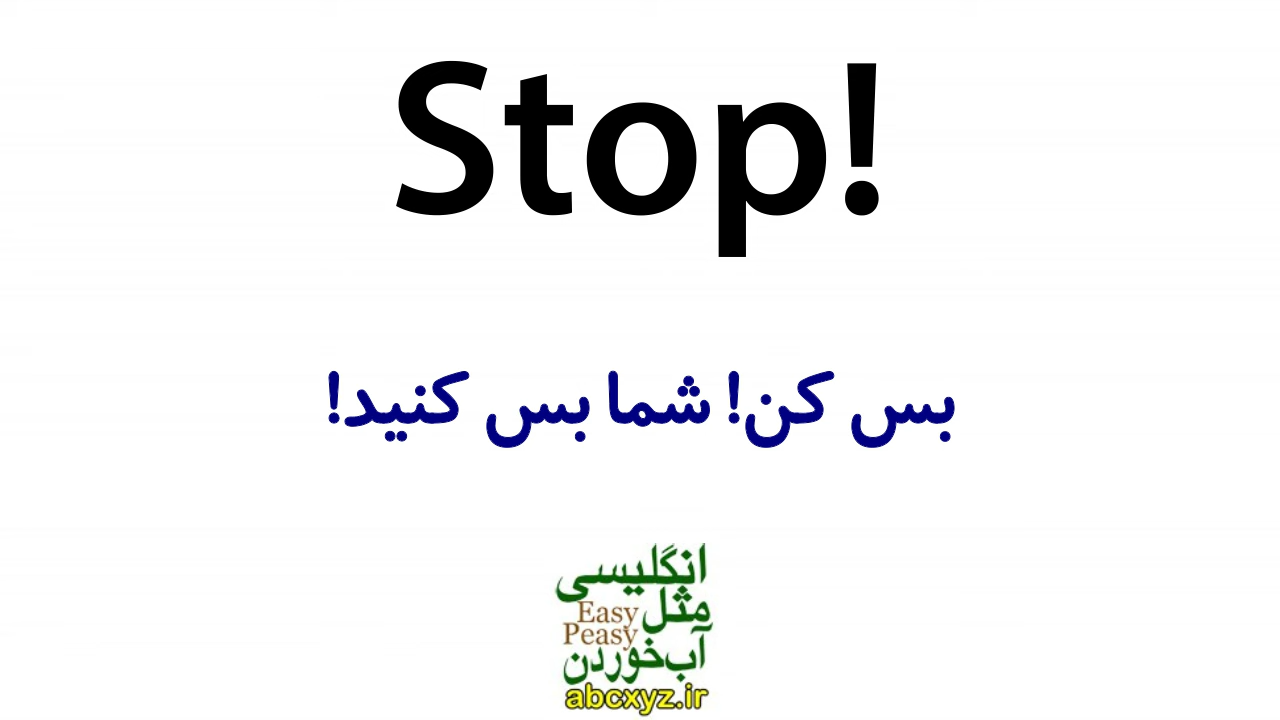 Stop!
بس کن! شما بس کنید!
انگلیسی
مثل Easy
Peasy
آب‌خوردن
abcxyz.ir